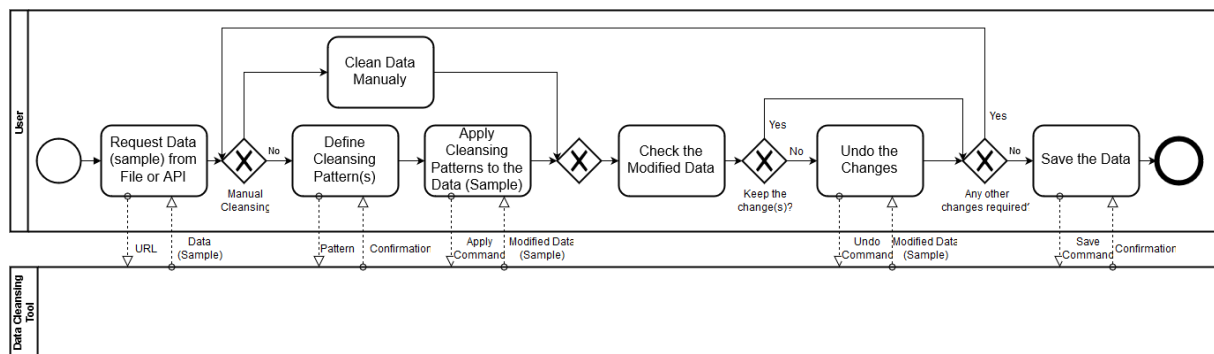 User
Clean Data
Manualy
Request Data
(sample) from
File or API
Manual
Cleansing
No
Define
Cleansing
Pattern(s)
Apply
Cleansing
Patterns to the
Data (Sample)
Check the
Modified Data
Yes
Keep the
change(s)?
No
Undo the
Changes
Yes
Any other
changes required?
No
Save the Data
URL
Data
(Sample)
Pattern
Confirmation
Apply
Command
Modified Data
(Sample)
Undo
Command
Modified Data
(Sample)
Save
Command
Confirmation
Data Cleansing
Tool